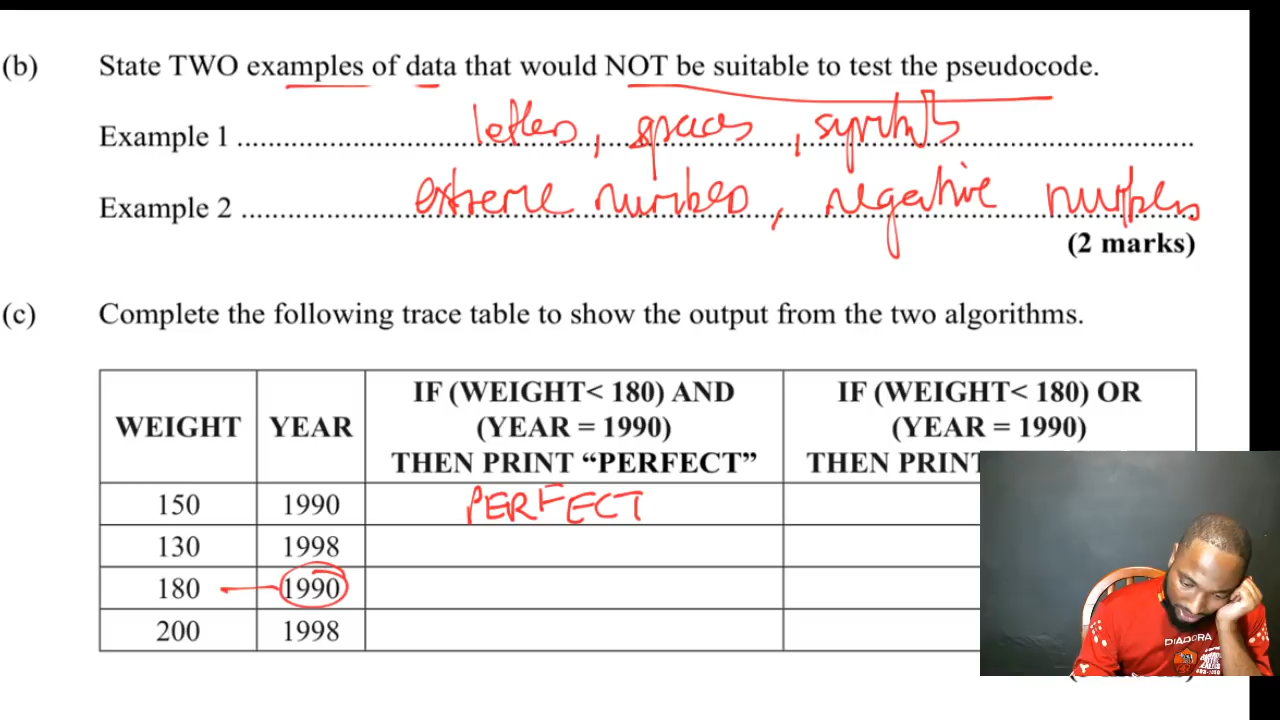 (b) State TWO examples of data that would NOT be suitable to test the pseudocode.
Example 1 letters, spaces, symbols
Example 2 extreme numbers, negative numbers
(2 marks)
(c) Complete the following trace table to show the output from the two algorithms.
WEIGHT YEAR IF (WEIGHT< 180) AND (YEAR = 1990) THEN PRINT “PERFECT” IF (WEIGHT< 180) OR (YEAR = 1990) THEN PRINT
150 1990 PERFECT
130 1998
180 1990
200 1998
DIADORA